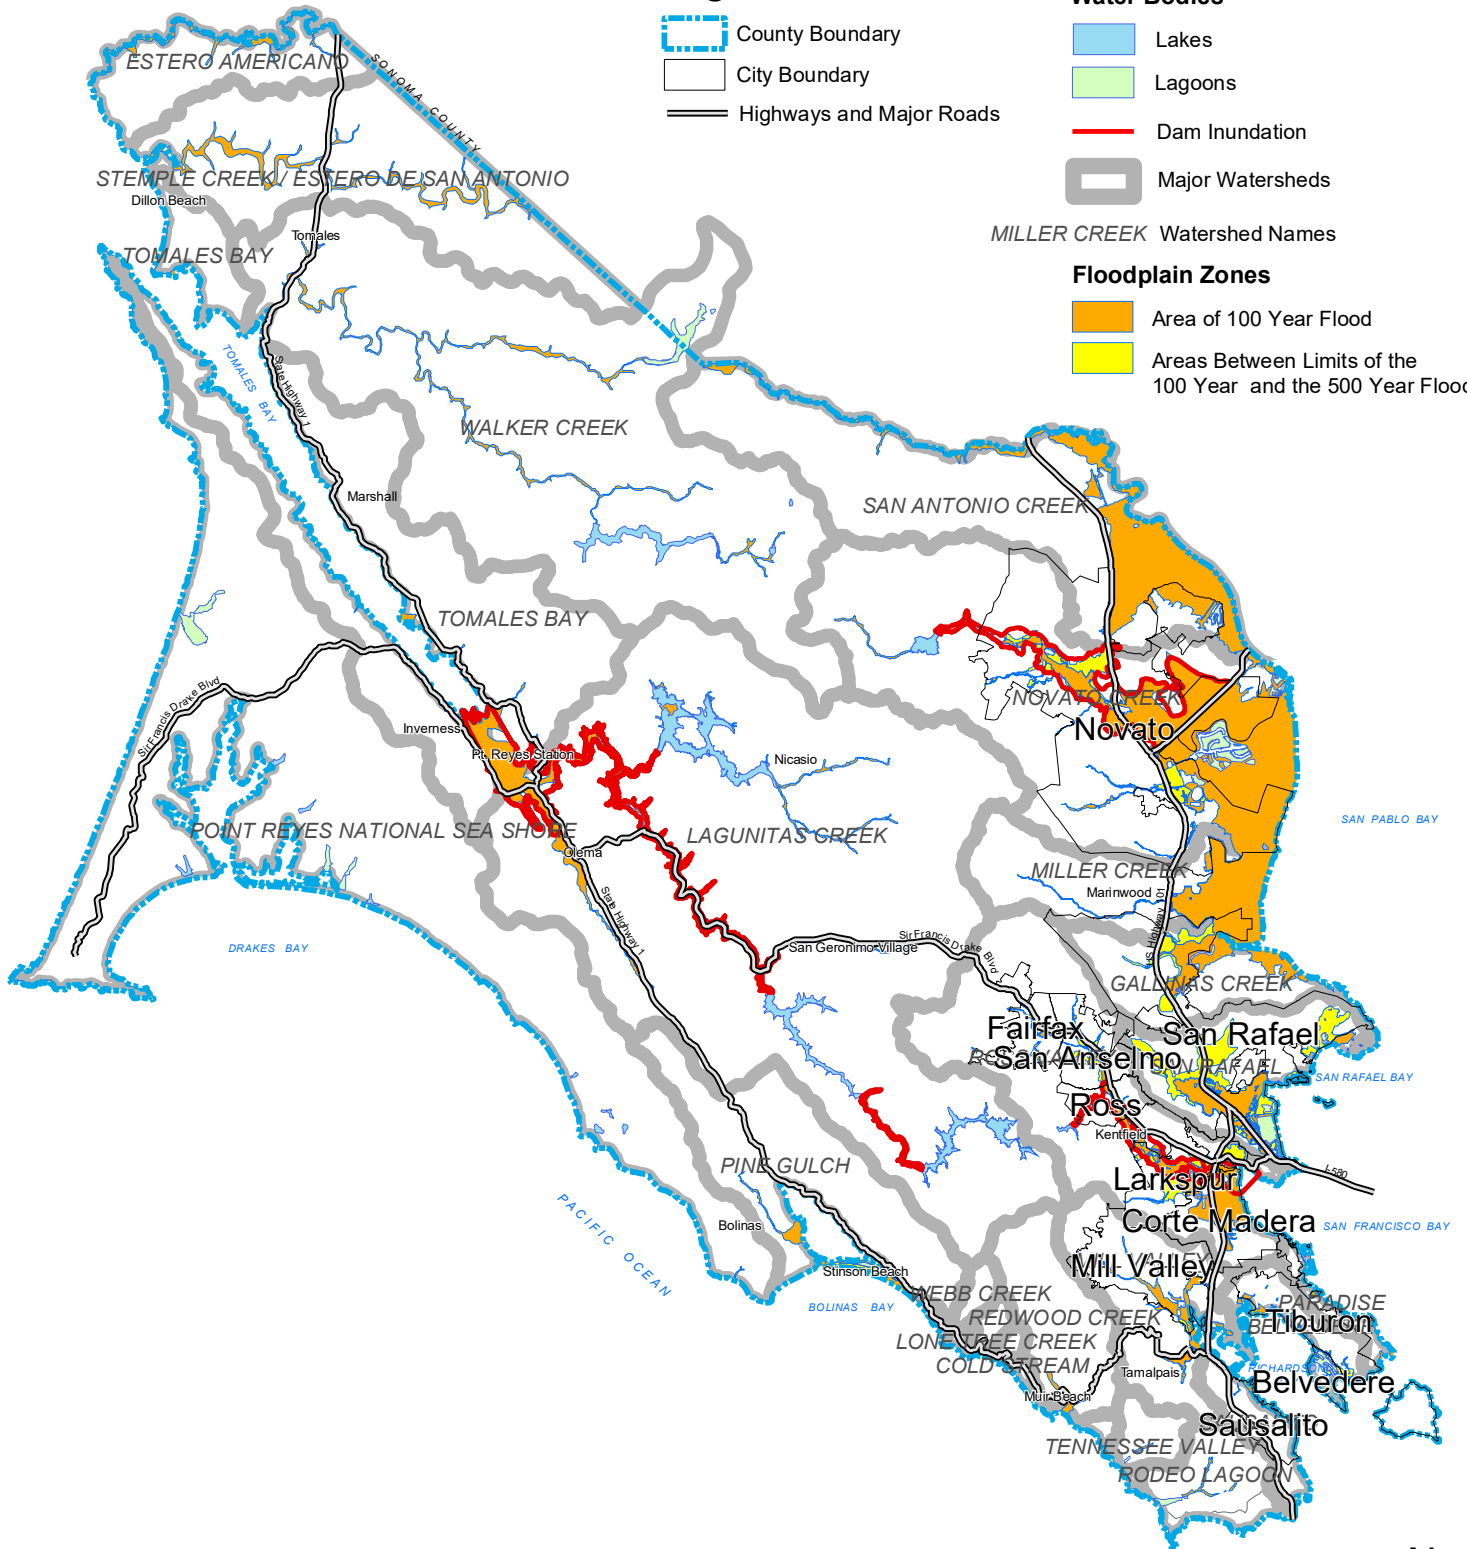 Water Bodies
County Boundary
Lakes
City Boundary
Lagoons
Highways and Major Roads
Dam Inundation
Major Watersheds
MILLER CREEK Watershed Names
Floodplain Zones
Area of 100 Year Flood
Areas Between Limits of the
100 Year and the 500 Year Flood
ESTERO AMERICANO
SONOMA COUNTY
STEMPLE CREEK / ESTERO DE SAN ANTONIO
Dillon Beach
Tomales
TOMALES BAY
TOMALES BAY
State Highway 1
WALKER CREEK
Marshall
SAN ANTONIO CREEK
TOMALES BAY
Sir Francis Drake Blvd
Inverness
Pt. Reyes Station
NOVATO CREEK
Novato
Nicasio
POINT REYES NATIONAL SEA SHORE
LAGUNITAS CREEK
SAN PABLO BAY
Olema
MILLER CREEK
Marinwood
State Highway 1
US Highway 101
DRAKES BAY
San Geronimo Village
Sir Francis Drake Blvd
GALLINAS CREEK
Fairfax
San Rafael
San Anselmo
SAN RAFAEL
SAN RAFAEL BAY
Ross
Kentfield
PINE GULCH
I-580
Larkspur
Corte Madera
SAN FRANCISCO BAY
PACIFIC OCEAN
Bolinas
Mill Valley
Stinson Beach
BOLINAS BAY
WEBB CREEK
PARADISE
REDWOOD CREEK
Tiburon
LONE TREE CREEK
COLD STREAM
Tamalpais
RICHARDSON
Belvedere
Muir Beach
Sausalito
TENNESSEE VALLEY
RODEO LAGOON